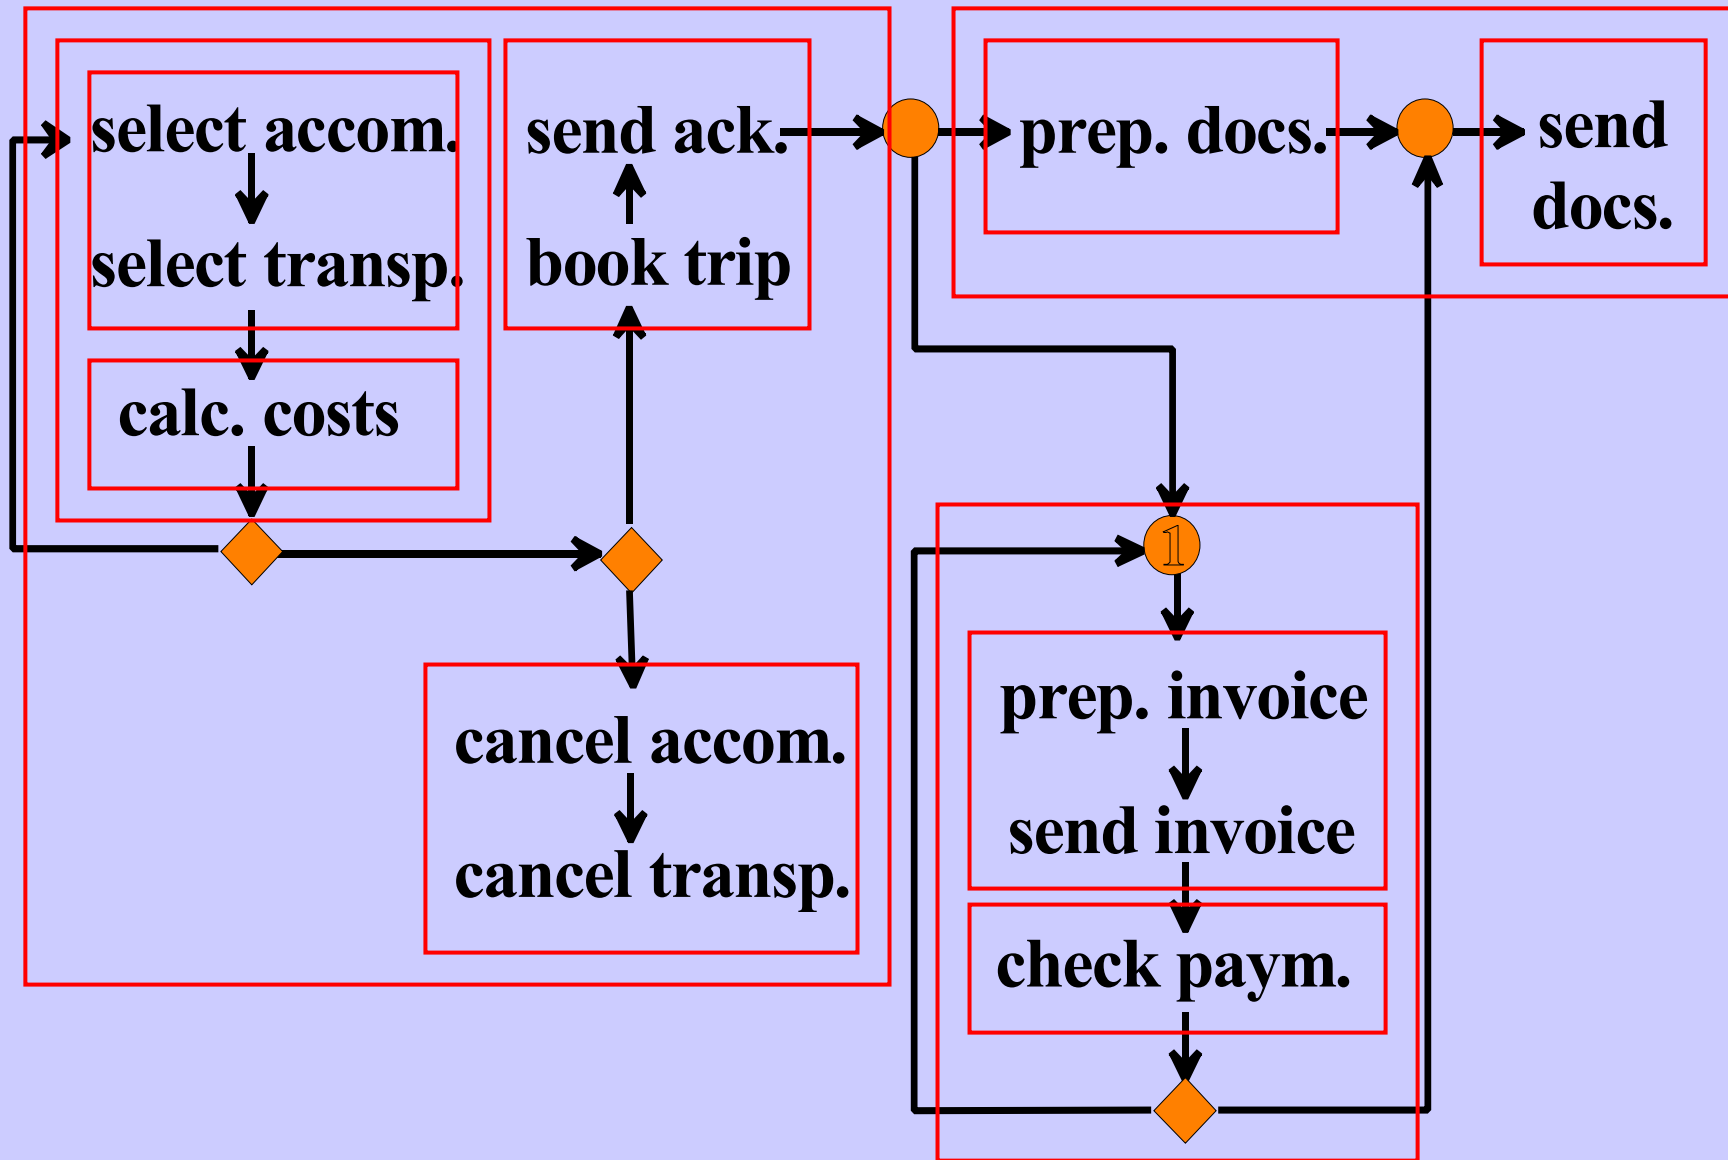 select accom.
select transp.
calc. costs
send ack.
book trip
cancel accom.
cancel transp.
prep. docs.
send
docs.
1
prep. invoice
send invoice
check paym.